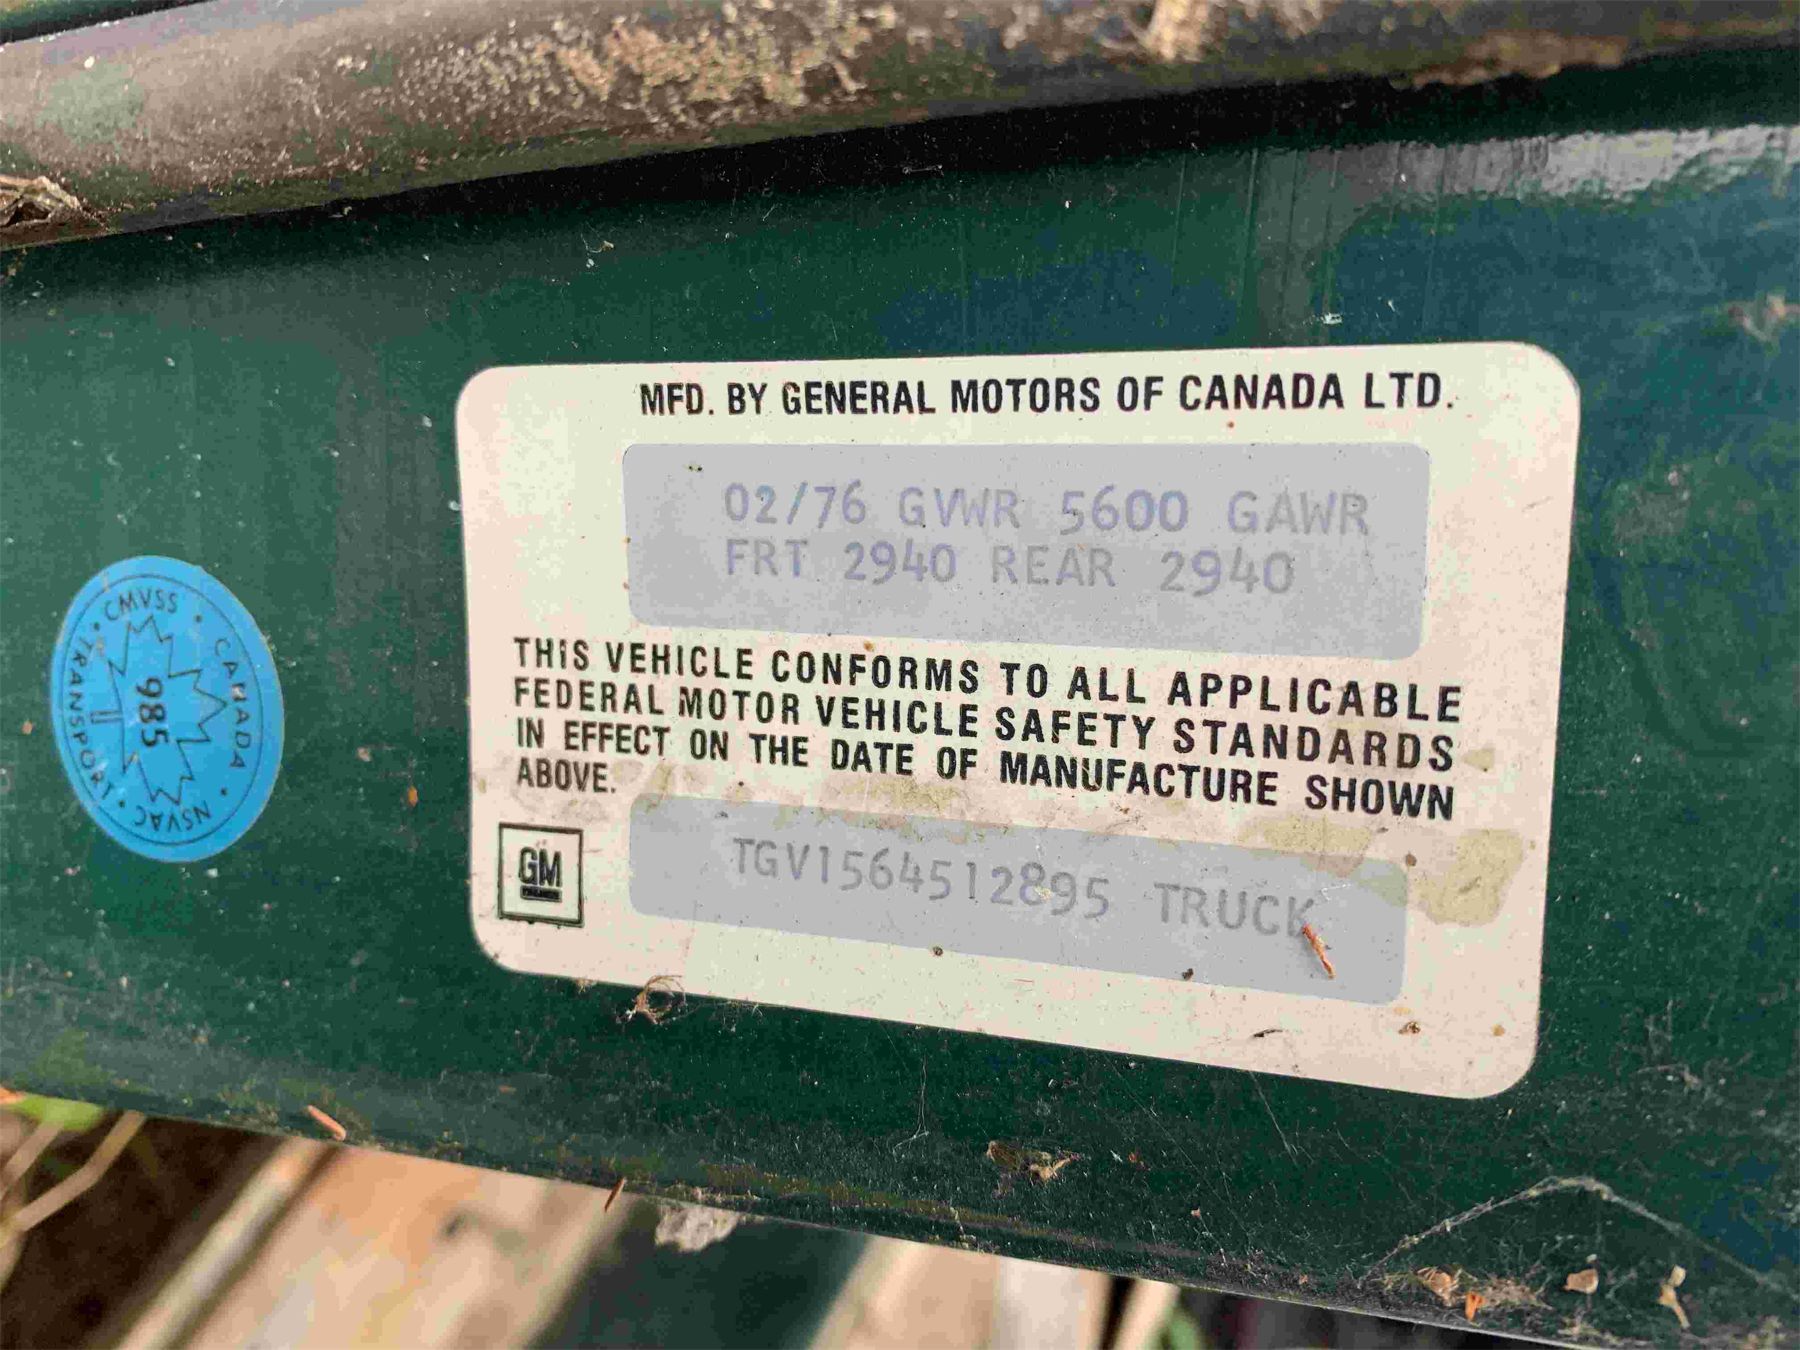 MFD. BY GENERAL MOTORS OF CANADA LTD.
02/76 GVWR 5600 GAWR
FRT 2940 REAR 2940
THIS VEHICLE CONFORMS TO ALL APPLICABLE
FEDERAL MOTOR VEHICLE SAFETY STANDARDS
IN EFFECT ON THE DATE OF MANUFACTURE SHOWN
ABOVE.
GM
TGV1564512895 TRUCK
CMVSS • CANADA • NSVAC • TRANSPORT •
985